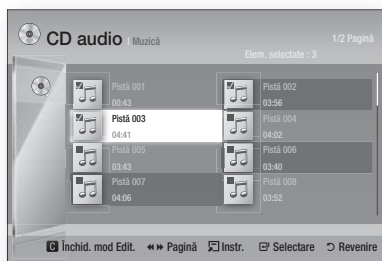 CD audio | Muzică
1/2 Pagină
Elem. selectate : 3
Pistă 001
00:43
Pistă 002
03:56
Pistă 003
04:41
Pistă 004
04:02
Pistă 005
03:43
Pistă 006
03:40
Pistă 007
04:06
Pistă 008
03:52
C Închid. mod Edit. Pagină Instr. Selectare Revenire